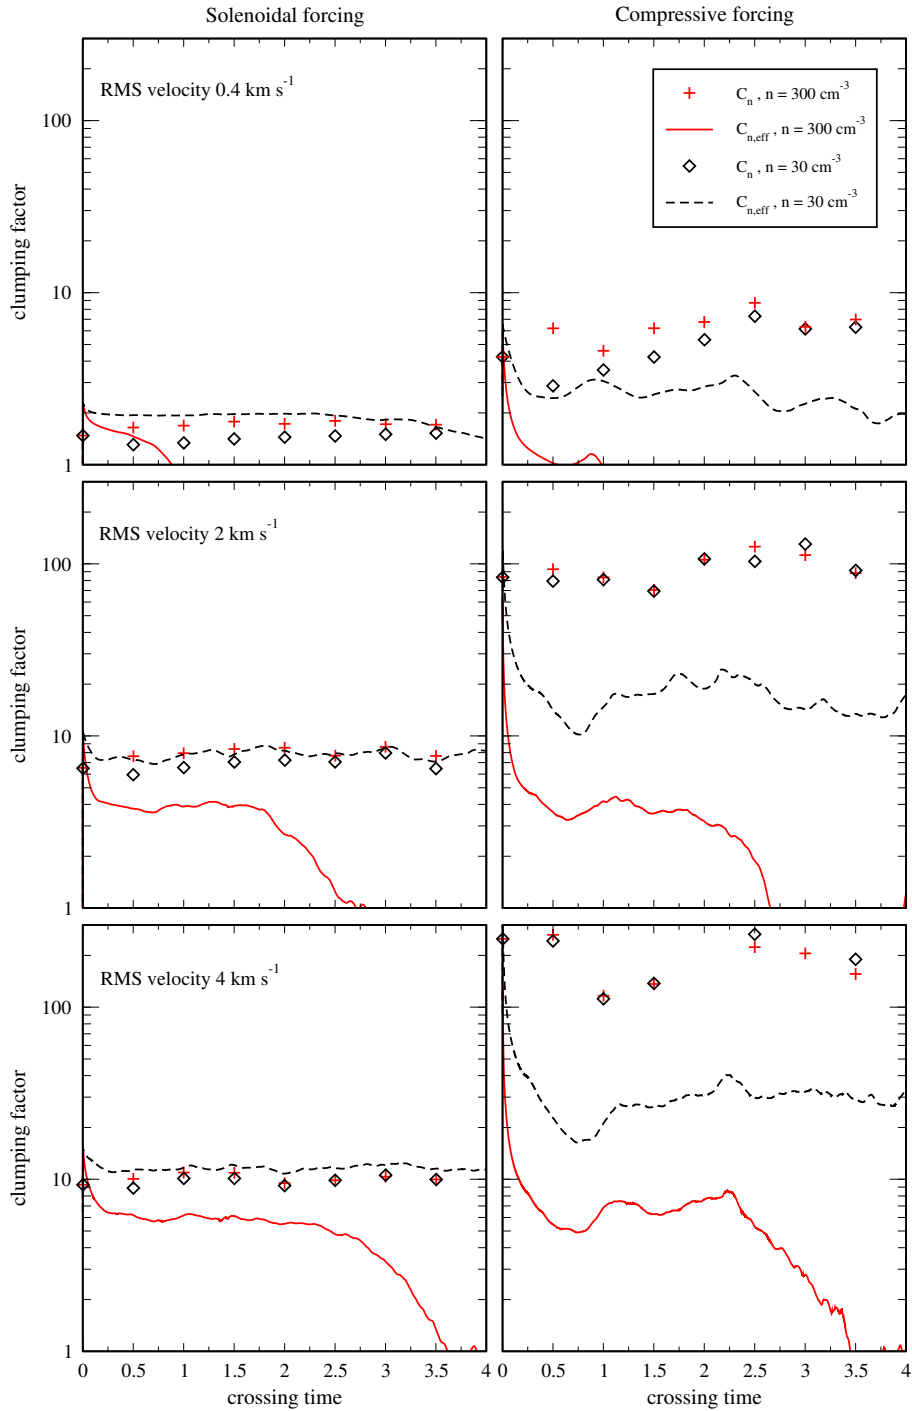 Solenoidal forcing
Compressive forcing
RMS velocity 0.4 km s⁻¹
clumping factor
100
10
1
C_n , n = 300 cm⁻³
C_n,eff , n = 300 cm⁻³
C_n , n = 30 cm⁻³
C_n,eff , n = 30 cm⁻³
RMS velocity 2 km s⁻¹
clumping factor
100
10
1
RMS velocity 4 km s⁻¹
clumping factor
100
10
1
0 0.5 1 1.5 2 2.5 3 3.5
0 0.5 1 1.5 2 2.5 3 3.5 4
crossing time
crossing time